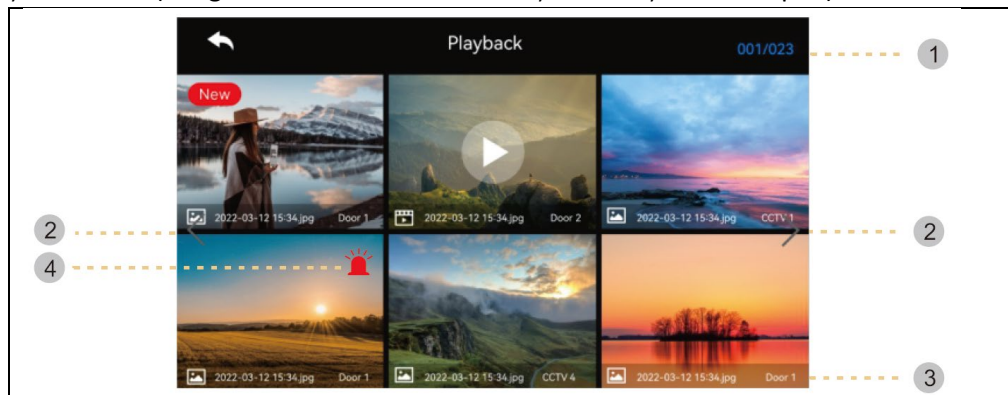 Playback
001/023
1
New
2022-03-12 15:34.jpg Door 1
2022-03-12 15:34.jpg Door 2
2022-03-12 15:34.jpg CCTV 1
2
2
4
2022-03-12 15:34.jpg Door 1
2022-03-12 15:34.jpg CCTV 4
2022-03-12 15:34.jpg Door 1
3